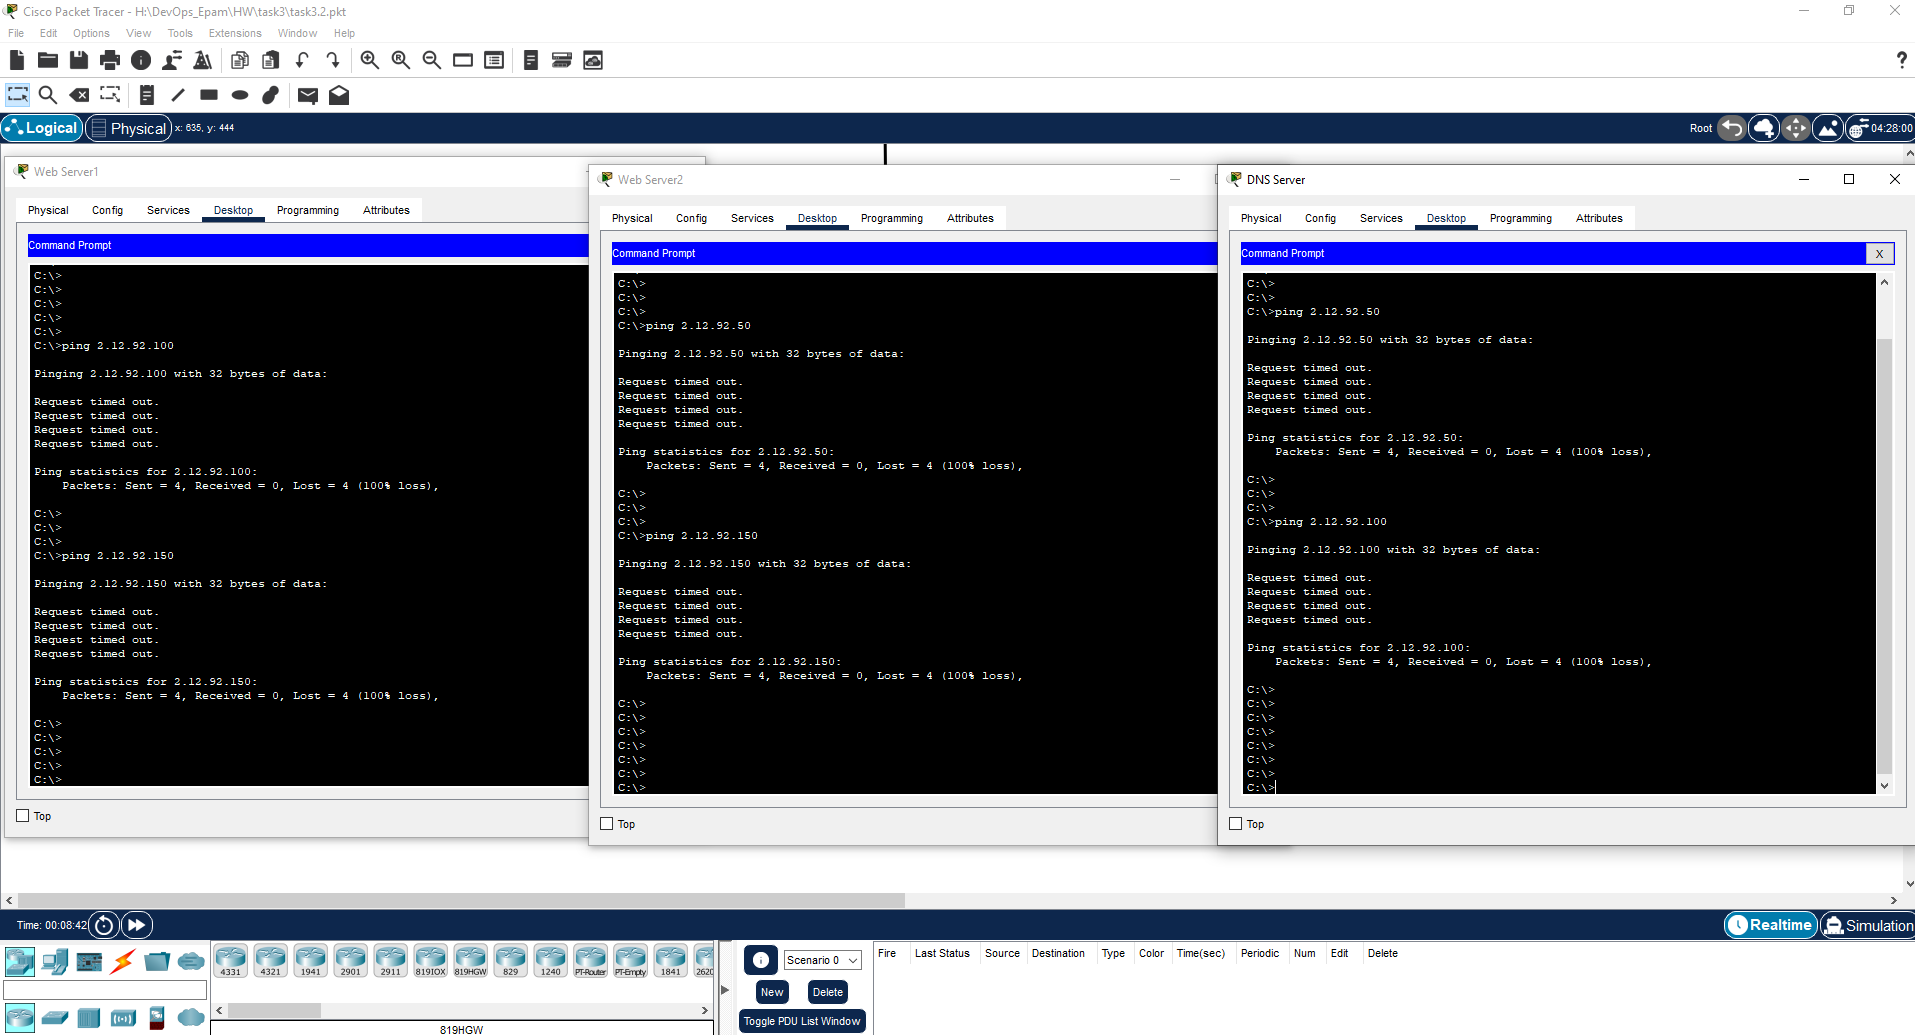 Cisco Packet Tracer - H:\DevOps_Epam\HW\task3\task3.2.pkt
File Edit Options View Tools Extensions Window Help
?
Logical Physical x: 635, y: 444 Root 04:28:00
Web Server1
Physical Config Services Desktop Programming Attributes
Command Prompt
C:\>
C:\>
C:\>
C:\>
C:\>
C:\>ping 2.12.92.100
Pinging 2.12.92.100 with 32 bytes of data:
Request timed out.
Request timed out.
Request timed out.
Request timed out.
Ping statistics for 2.12.92.100:
Packets: Sent = 4, Received = 0, Lost = 4 (100% loss),
C:\>
C:\>
C:\>
C:\>ping 2.12.92.150
Pinging 2.12.92.150 with 32 bytes of data:
Request timed out.
Request timed out.
Request timed out.
Request timed out.
Ping statistics for 2.12.92.150:
Packets: Sent = 4, Received = 0, Lost = 4 (100% loss),
C:\>
C:\>
C:\>
C:\>
C:\>
Top
Web Server2
Physical Config Services Desktop Programming Attributes
Command Prompt
C:\>
C:\>
C:\>
C:\>ping 2.12.92.50
Pinging 2.12.92.50 with 32 bytes of data:
Request timed out.
Request timed out.
Request timed out.
Request timed out.
Ping statistics for 2.12.92.50:
Packets: Sent = 4, Received = 0, Lost = 4 (100% loss),
C:\>
C:\>
C:\>
C:\>ping 2.12.92.150
Pinging 2.12.92.150 with 32 bytes of data:
Request timed out.
Request timed out.
Request timed out.
Request timed out.
Ping statistics for 2.12.92.150:
Packets: Sent = 4, Received = 0, Lost = 4 (100% loss),
C:\>
C:\>
C:\>
C:\>
C:\>
C:\>
C:\>
Top
DNS Server
Physical Config Services Desktop Programming Attributes
Command Prompt X
C:\>
C:\>
C:\>ping 2.12.92.50
Pinging 2.12.92.50 with 32 bytes of data:
Request timed out.
Request timed out.
Request timed out.
Request timed out.
Ping statistics for 2.12.92.50:
Packets: Sent = 4, Received = 0, Lost = 4 (100% loss),
C:\>
C:\>
C:\>
C:\>ping 2.12.92.100
Pinging 2.12.92.100 with 32 bytes of data:
Request timed out.
Request timed out.
Request timed out.
Request timed out.
Ping statistics for 2.12.92.100:
Packets: Sent = 4, Received = 0, Lost = 4 (100% loss),
C:\>
C:\>
C:\>
C:\>
C:\>
C:\>
C:\>
C:\>
Top
Time: 00:08:42 Realtime Simulation
4331 4321 1941 2901 2911 819IOX 819HGW 829 1240 PT-Router PT-Empty 1841 2620
819HGW
Scenario 0
New Delete
Toggle PDU List Window
Fire Last Status Source Destination Type Color Time(sec) Periodic Num Edit Delete